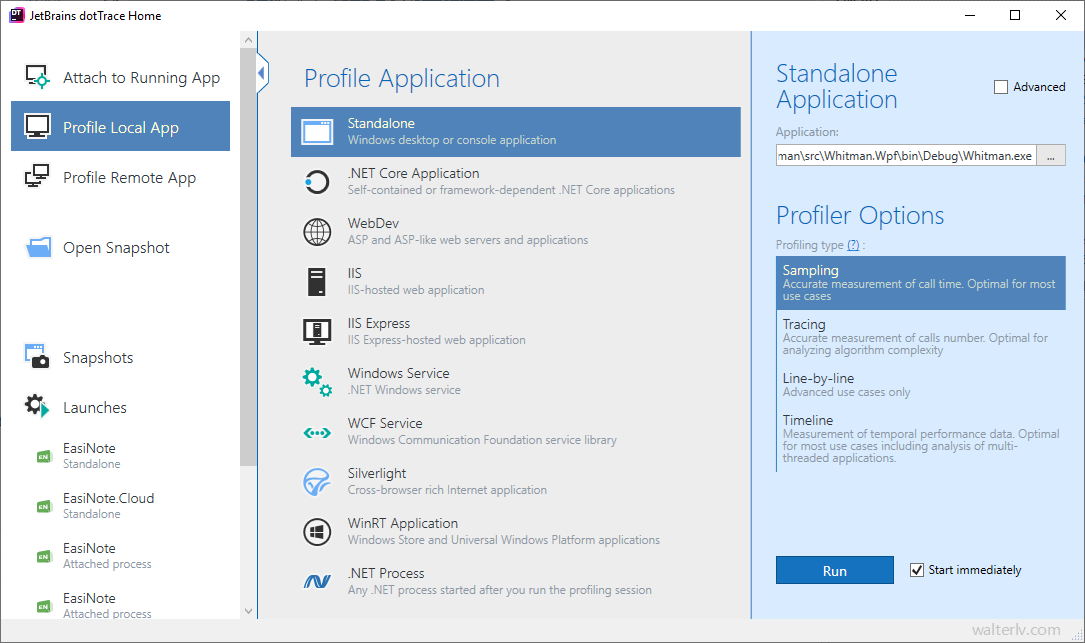 JetBrains dotTrace Home
Attach to Running App
Profile Local App
Profile Remote App
Open Snapshot
Snapshots
Launches
EN
EasiNote
Standalone
EN
EasiNote.Cloud
Standalone
EN
EasiNote
Attached process
EN
EasiNote
Attached process
Profile Application
Standalone
Windows desktop or console application
.NET Core Application
Self-contained or framework-dependent .NET Core applications
WebDev
ASP and ASP-like web servers and applications
IIS
IIS-hosted web application
IIS Express
IIS Express-hosted web application
Windows Service
.NET Windows service
WCF Service
Windows Communication Foundation service library
Silverlight
Cross-browser rich Internet application
WinRT Application
Windows Store and Universal Windows Platform applications
.NET Process
Any .NET process started after you run the profiling session
Standalone
Application
Advanced
Application:
man\src\Whitman.Wpf\bin\Debug\Whitman.exe
...
Profiler Options
Profiling type (?) :
Sampling
Accurate measurement of call time. Optimal for most
use cases
Tracing
Accurate measurement of calls number. Optimal for
analyzing algorithm complexity
Line-by-line
Advanced use cases only
Timeline
Measurement of temporal performance data. Optimal
for most use cases including analysis of multi-
threaded applications.
Run
Start immediately
walterlv.com